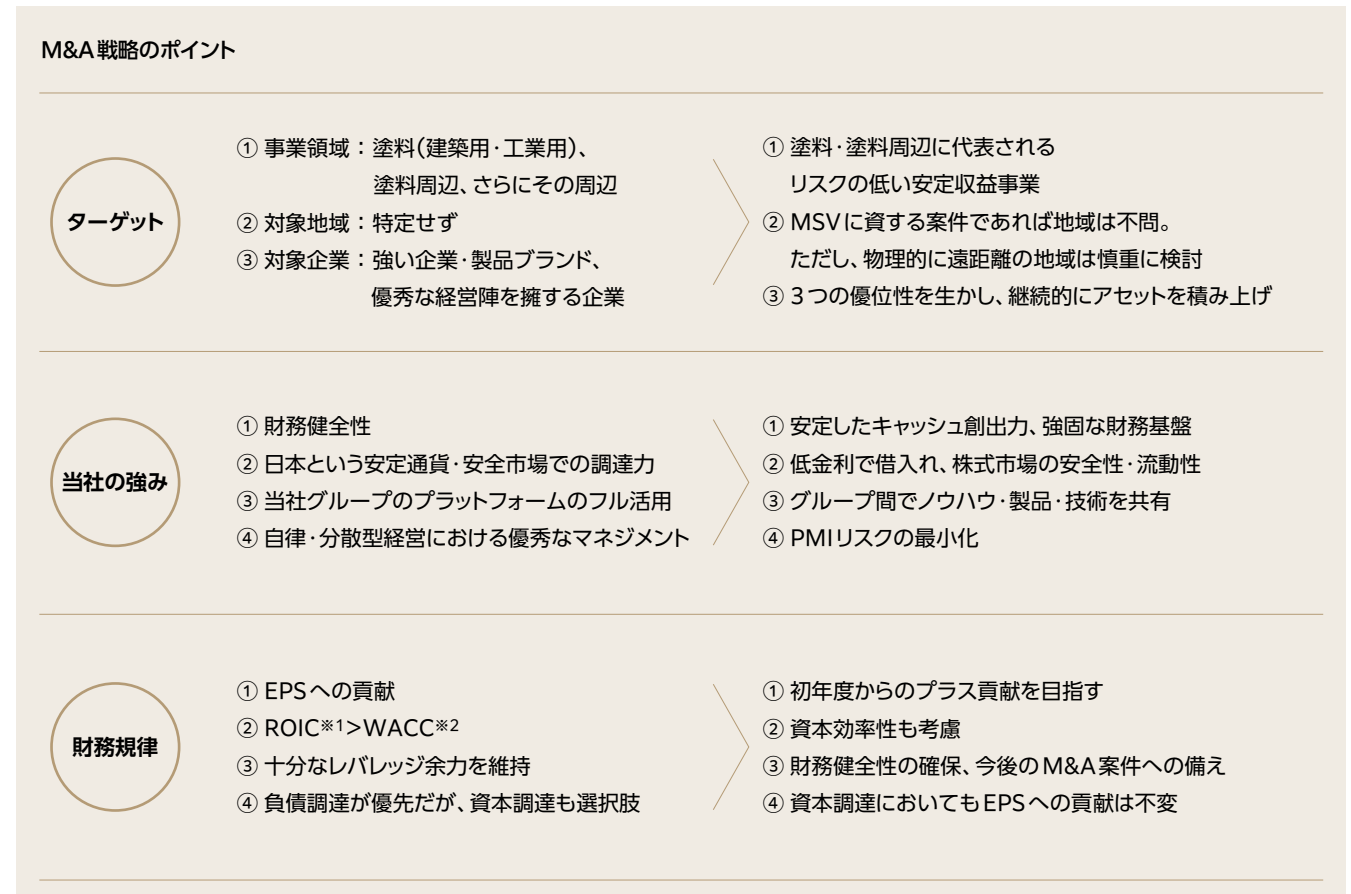 M&A戦略のポイント
ターゲット
① 事業領域：塗料(建築用・工業用)、
塗料周辺、さらにその周辺
② 対象地域：特定せず
③ 対象企業：強い企業・製品ブランド、
優秀な経営陣を擁する企業
① 塗料・塗料周辺に代表される
リスクの低い安定収益事業
② MSVに資する案件であれば地域は不問。
ただし、物理的に遠距離の地域は慎重に検討
③ 3つの優位性を生かし、継続的にアセットを積み上げ
当社の強み
① 財務健全性
② 日本という安定通貨・安全市場での調達力
③ 当社グループのプラットフォームのフル活用
④ 自律・分散型経営における優秀なマネジメント
① 安定したキャッシュ創出力、強固な財務基盤
② 低金利で借入れ、株式市場の安全性・流動性
③ グループ間でノウハウ・製品・技術を共有
④ PMIリスクの最小化
財務規律
① EPSへの貢献
② ROIC※1>WACC※2
③ 十分なレバレッジ余力を維持
④ 負債調達が優先だが、資本調達も選択肢
① 初年度からのプラス貢献を目指す
② 資本効率性も考慮
③ 財務健全性の確保、今後のM&A案件への備え
④ 資本調達においてもEPSへの貢献は不変